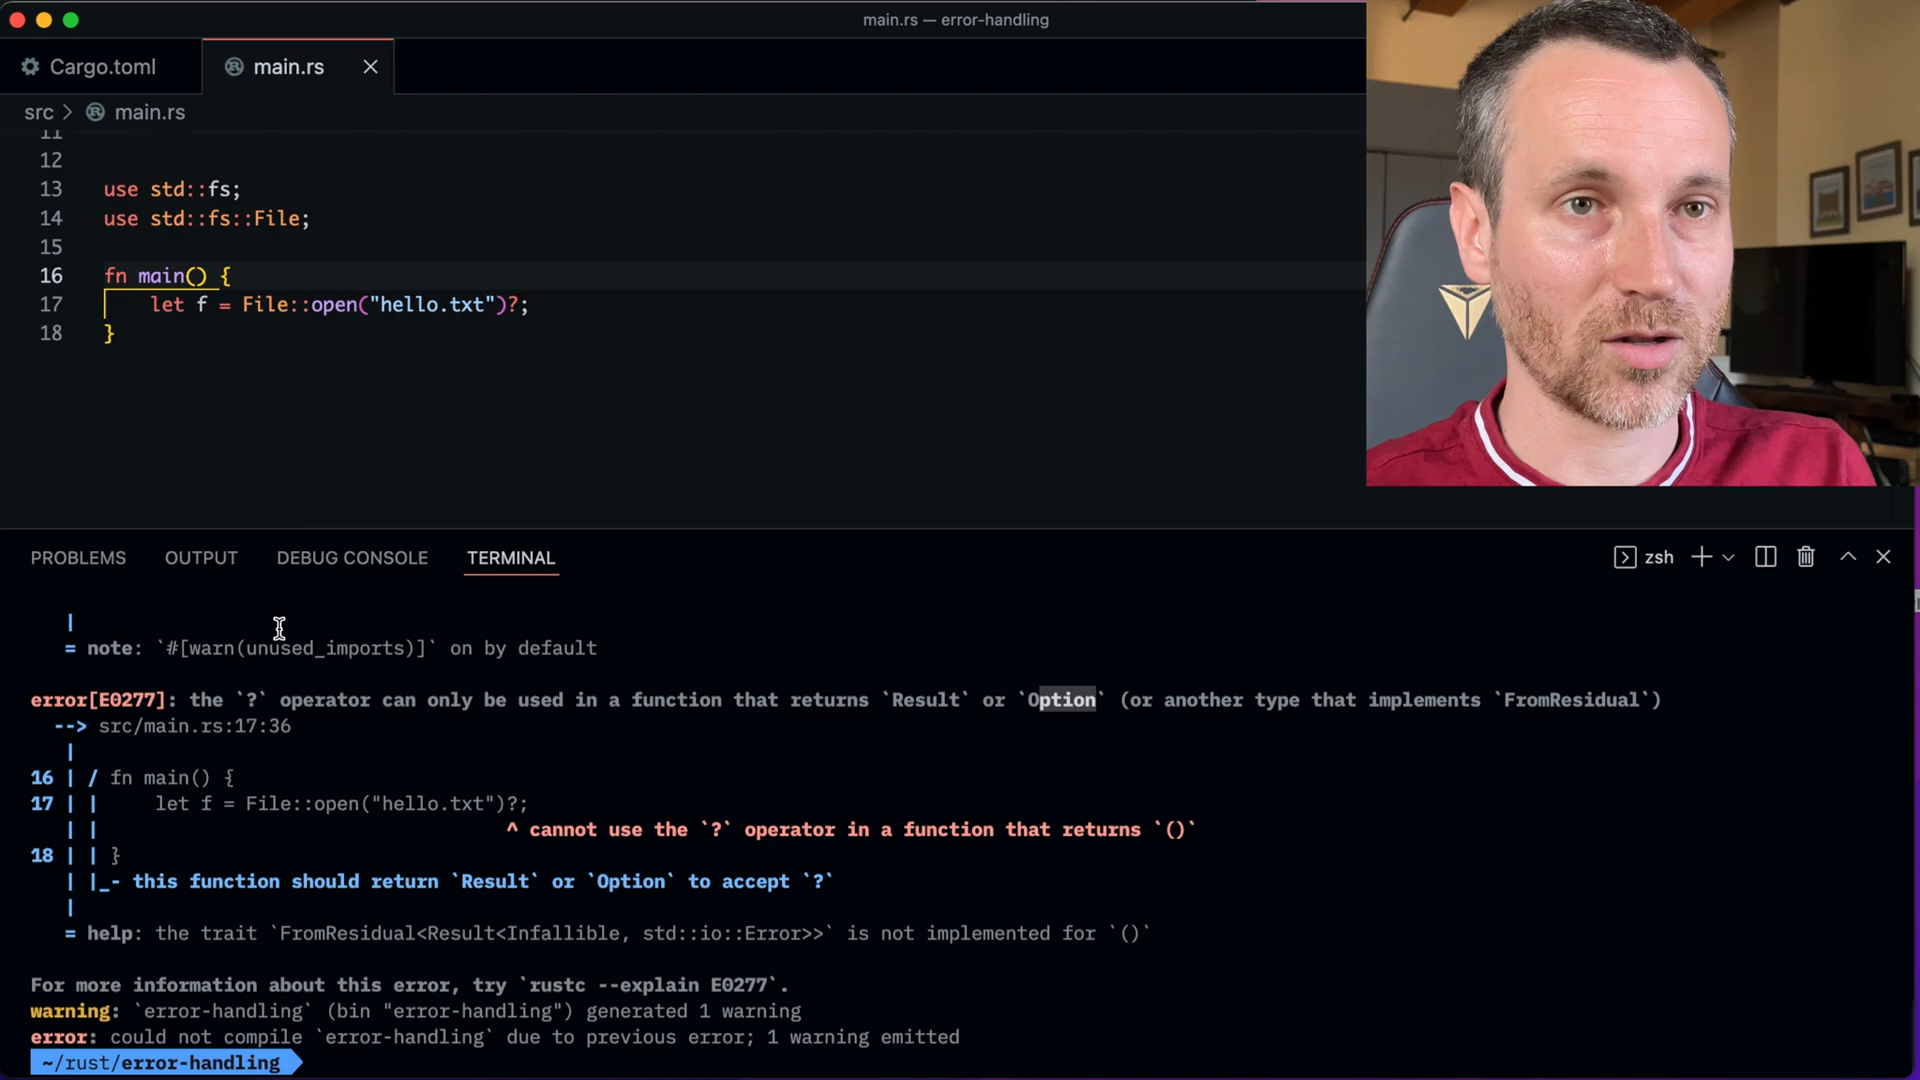 main.rs — error-handling
Cargo.toml
main.rs
src > main.rs
11
12
13 use std::fs;
14 use std::fs::File;
15
16 fn main() {
17     let f = File::open("hello.txt")?;
18 }
PROBLEMS OUTPUT DEBUG CONSOLE TERMINAL
zsh
|
= note: `#[warn(unused_imports)]` on by default
error[E0277]: the `?` operator can only be used in a function that returns `Result` or `Option` (or another type that implements `FromResidual`)
--> src/main.rs:17:36
|
16 | / fn main() {
17 | |     let f = File::open("hello.txt")?;
| |                                    ^ cannot use the `?` operator in a function that returns `()`
18 | | }
| |_- this function should return `Result` or `Option` to accept `?`
|
= help: the trait `FromResidual<Result<Infallible, std::io::Error>>` is not implemented for `()`
For more information about this error, try `rustc --explain E0277`.
warning: `error-handling` (bin "error-handling") generated 1 warning
error: could not compile `error-handling` due to previous error; 1 warning emitted
~/rust/error-handling